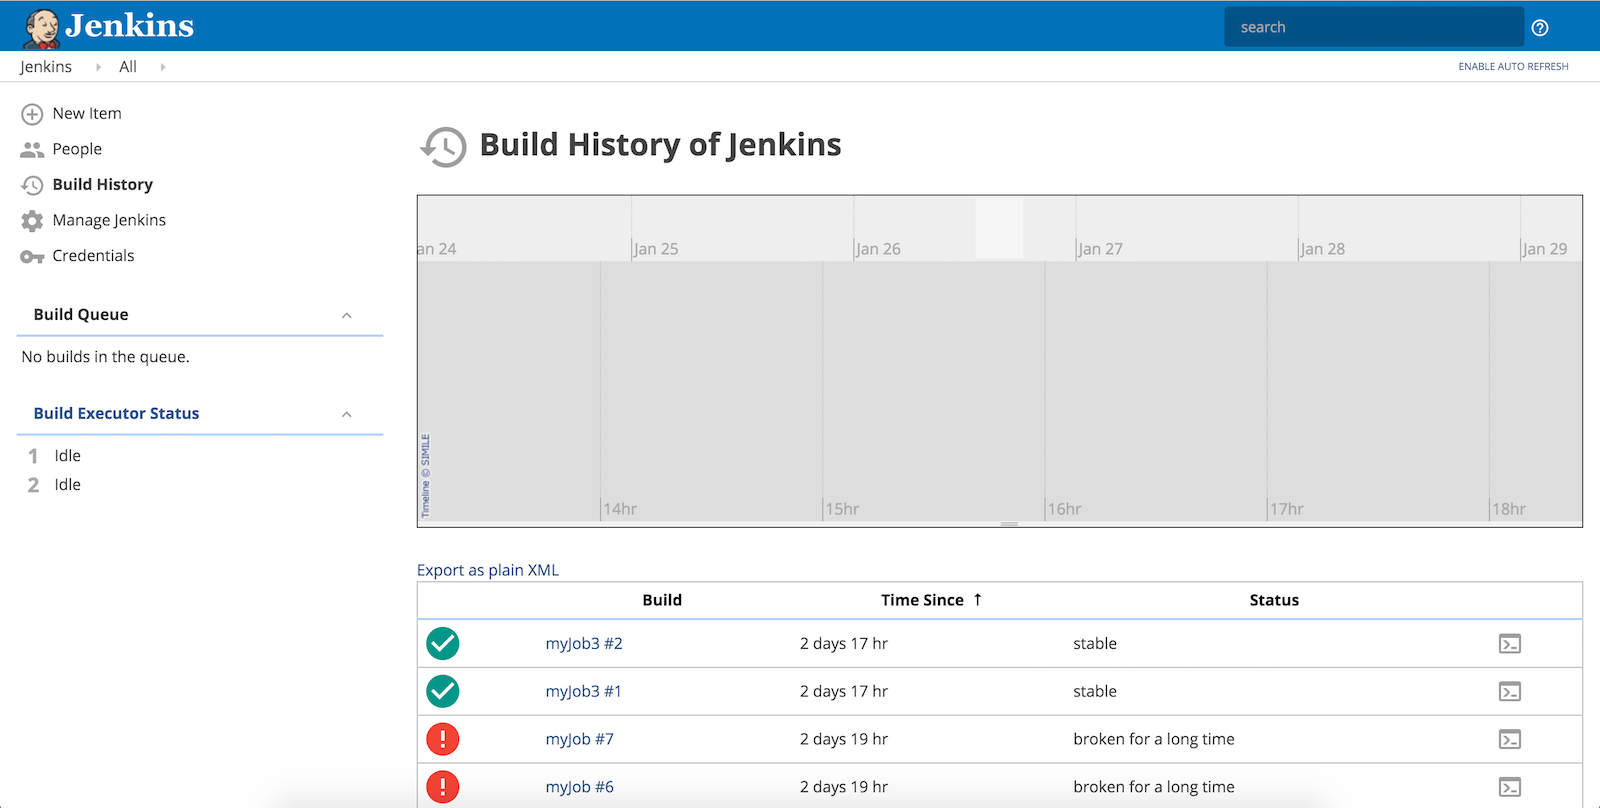 Jenkins
search
Jenkins All
ENABLE AUTO REFRESH
New Item
People
Build History
Manage Jenkins
Credentials
Build Queue
No builds in the queue.
Build Executor Status
1 Idle
2 Idle
Build History of Jenkins
an 24 Jan 25 Jan 26 Jan 27 Jan 28 Jan 29
Timeline © SIMILE
14hr 15hr 16hr 17hr 18hr
Export as plain XML
Build Time Since ↑ Status
myJob3 #2 2 days 17 hr stable
myJob3 #1 2 days 17 hr stable
myJob #7 2 days 19 hr broken for a long time
myJob #6 2 days 19 hr broken for a long time